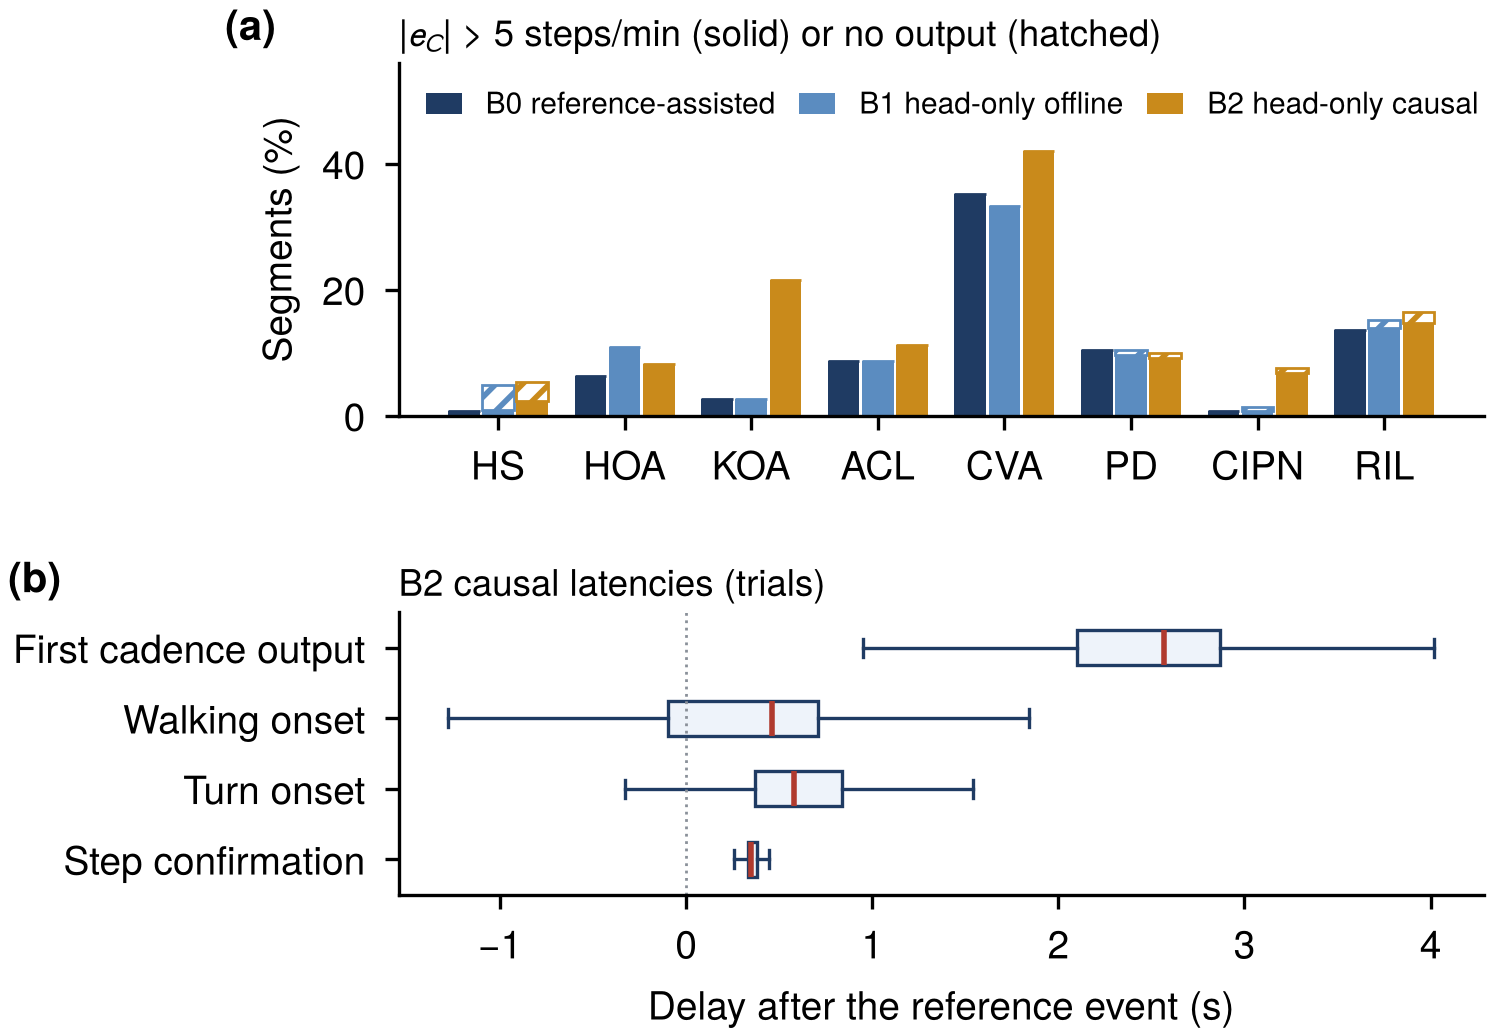 (a)
|e_C| > 5 steps/min (solid) or no output (hatched)
B0 reference-assisted
B1 head-only offline
B2 head-only causal
Segments (%)
40
20
0
HS
HOA
KOA
ACL
CVA
PD
CIPN
RIL
(b)
B2 causal latencies (trials)
First cadence output
Walking onset
Turn onset
Step confirmation
−1
0
1
2
3
4
Delay after the reference event (s)